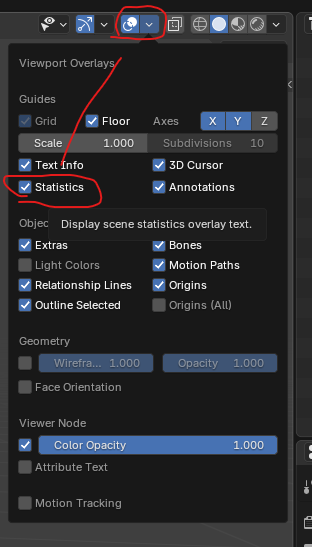 Viewport Overlays
Guides
Grid Floor Axes X Y Z
Scale 1.000 Subdivisions 10
Text Info 3D Cursor
Statistics Annotations
Display scene statistics overlay text.
Objec
Extras Bones
Light Colors Motion Paths
Relationship Lines Origins
Outline Selected Origins (All)
Geometry
Wirefra... 1.000 Opacity 1.000
Face Orientation
Viewer Node
Color Opacity 1.000
Attribute Text
Motion Tracking